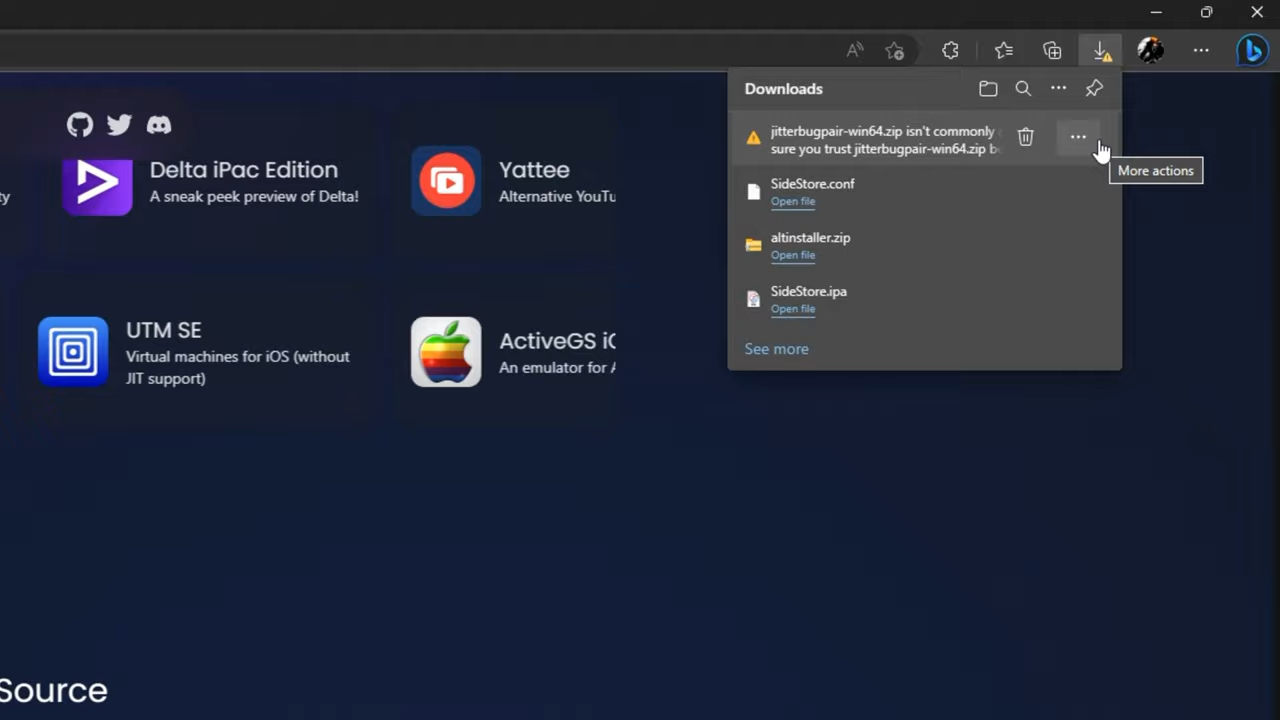 Downloads
jitterbugpair-win64.zip isn't commonly
sure you trust jitterbugpair-win64.zip b
More actions
SideStore.conf
Open file
altinstaller.zip
Open file
SideStore.ipa
Open file
See more
ty
Delta iPac Edition
A sneak peek preview of Delta!
Yattee
Alternative YouTu
UTM SE
Virtual machines for iOS (without
JIT support)
ActiveGS iO
An emulator for A
Source